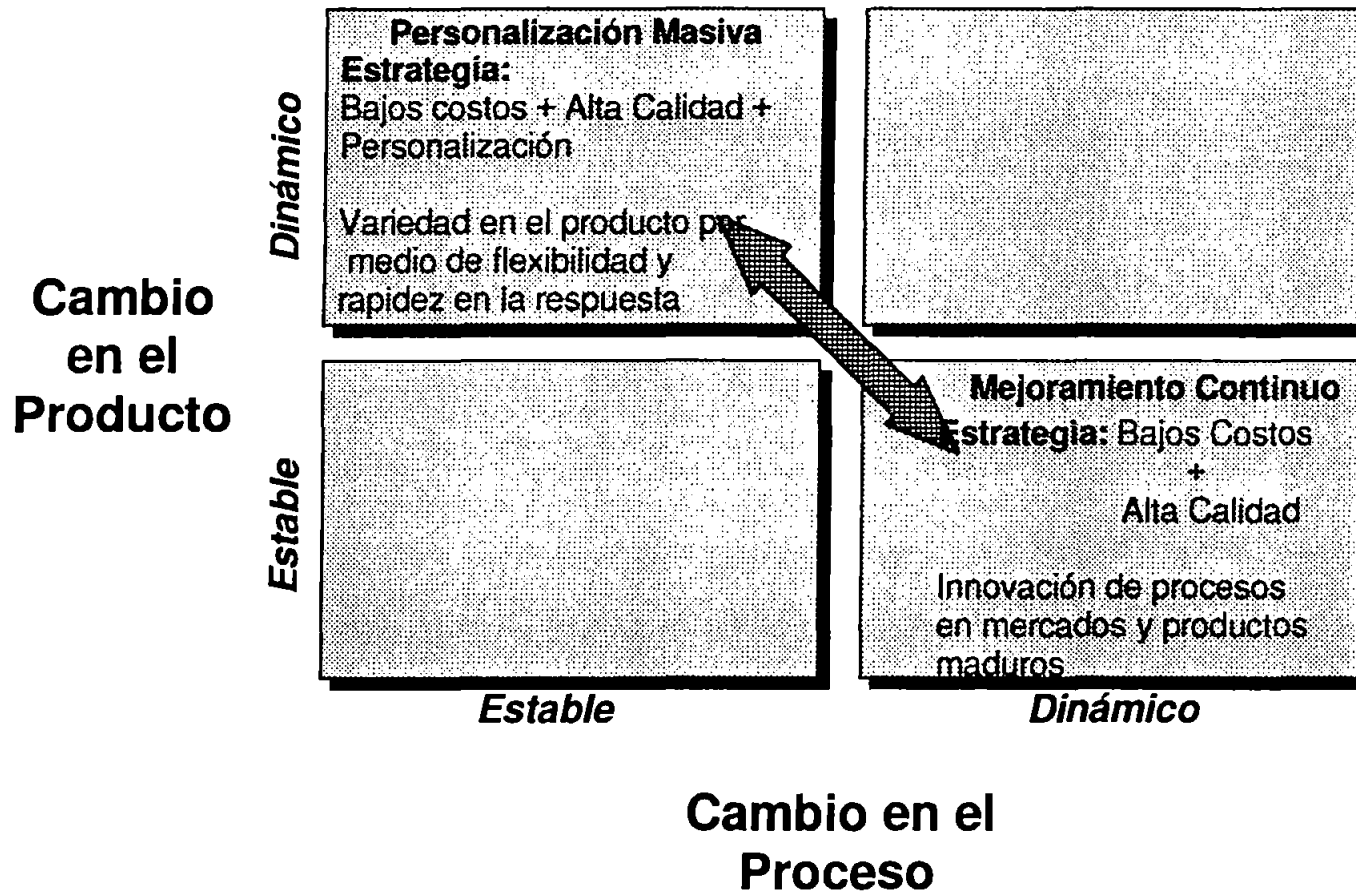 Personalización Masiva
Estrategia:
Bajos costos + Alta Calidad +
Personalización
Variedad en el producto por
medio de flexibilidad y
rapidez en la respuesta
Dinámico
Cambio
en el
Producto
Mejoramiento Continuo
Estrategia: Bajos Costos
+
Alta Calidad
Innovación de procesos
en mercados y productos
maduros
Estable
Estable
Dinámico
Cambio en el
Proceso